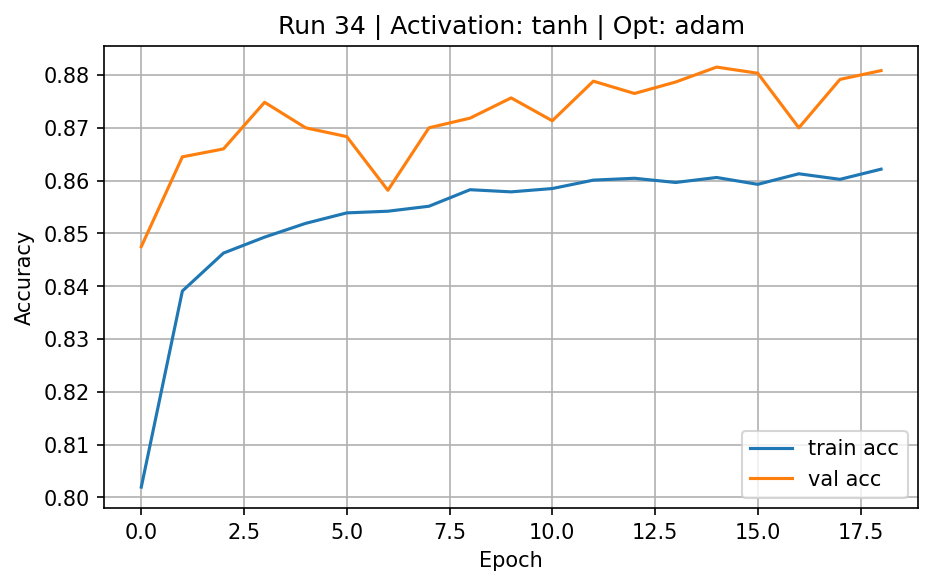 Run 34 | Activation: tanh | Opt: adam
0.88
0.87
0.86
0.85
0.84
0.83
0.82
0.81
0.80
Accuracy
train acc
val acc
0.0 2.5 5.0 7.5 10.0 12.5 15.0 17.5
Epoch